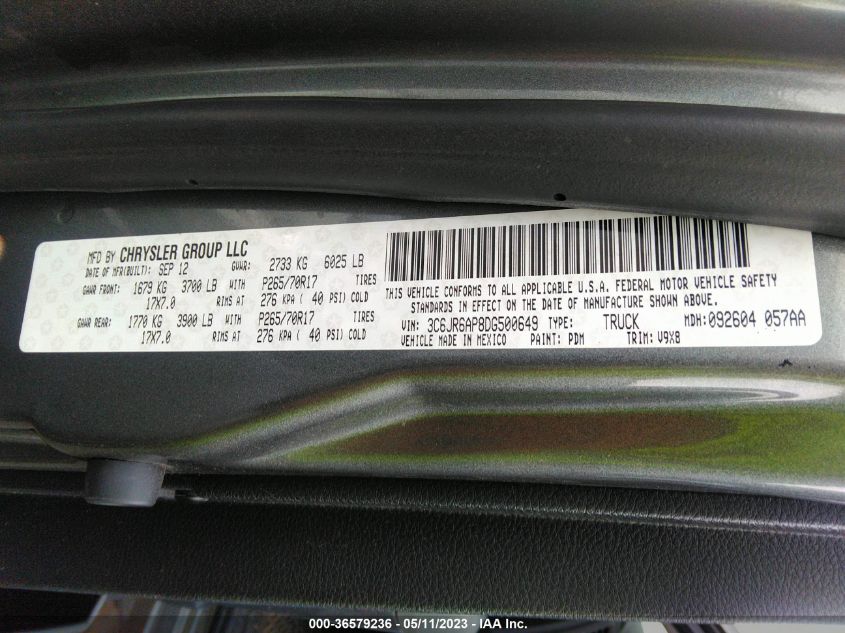 MFD BY CHRYSLER GROUP LLC
DATE OF MFR(BUILT): SEP 12 GVWR: 2733 KG 6025 LB
GAWR FRONT: 1679 KG 3700 LB WITH P265/70R17 TIRES
17X7.0 RIMS AT 276 KPA ( 40 PSI) COLD
GAWR REAR: 1770 KG 3900 LB WITH P265/70R17 TIRES
17X7.0 RIMS AT 276 KPA ( 40 PSI) COLD
THIS VEHICLE CONFORMS TO ALL APPLICABLE U.S.A. FEDERAL MOTOR VEHICLE SAFETY
STANDARDS IN EFFECT ON THE DATE OF MANUFACTURE SHOWN ABOVE.
VIN: 3C6JR6AP8DG500649 TYPE: TRUCK MDH: 092604 057AA
VEHICLE MADE IN MEXICO PAINT: PDM TRIM: V9X8
000-36579236 - 05/11/2023 - IAA Inc.